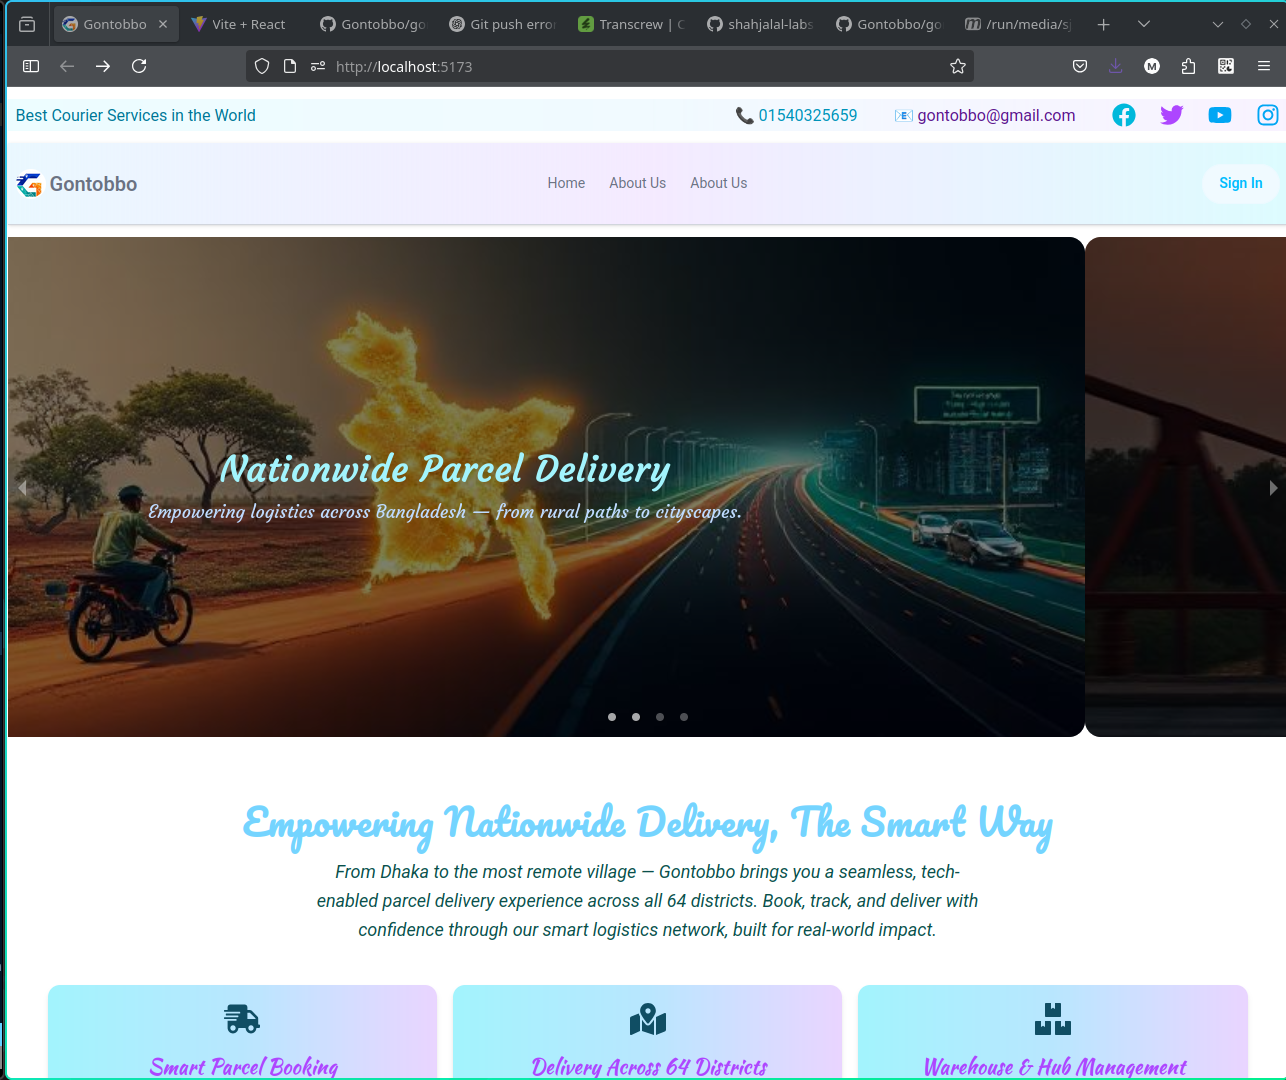 Gontobbo
Vite + React
Gontobbo/go
Git push erro
Transcrew | C
shahjalal-labs
Gontobbo/go
/run/media/sj
http://localhost:5173
M
Best Courier Services in the World
01540325659
gontobbo@gmail.com
Gontobbo
Home
About Us
About Us
Sign In
Nationwide Parcel Delivery
Empowering logistics across Bangladesh — from rural paths to cityscapes.
Empowering Nationwide Delivery, The Smart Way
From Dhaka to the most remote village — Gontobbo brings you a seamless, tech-
enabled parcel delivery experience across all 64 districts. Book, track, and deliver with
confidence through our smart logistics network, built for real-world impact.
Smart Parcel Booking
Delivery Across 64 Districts
Warehouse & Hub Management